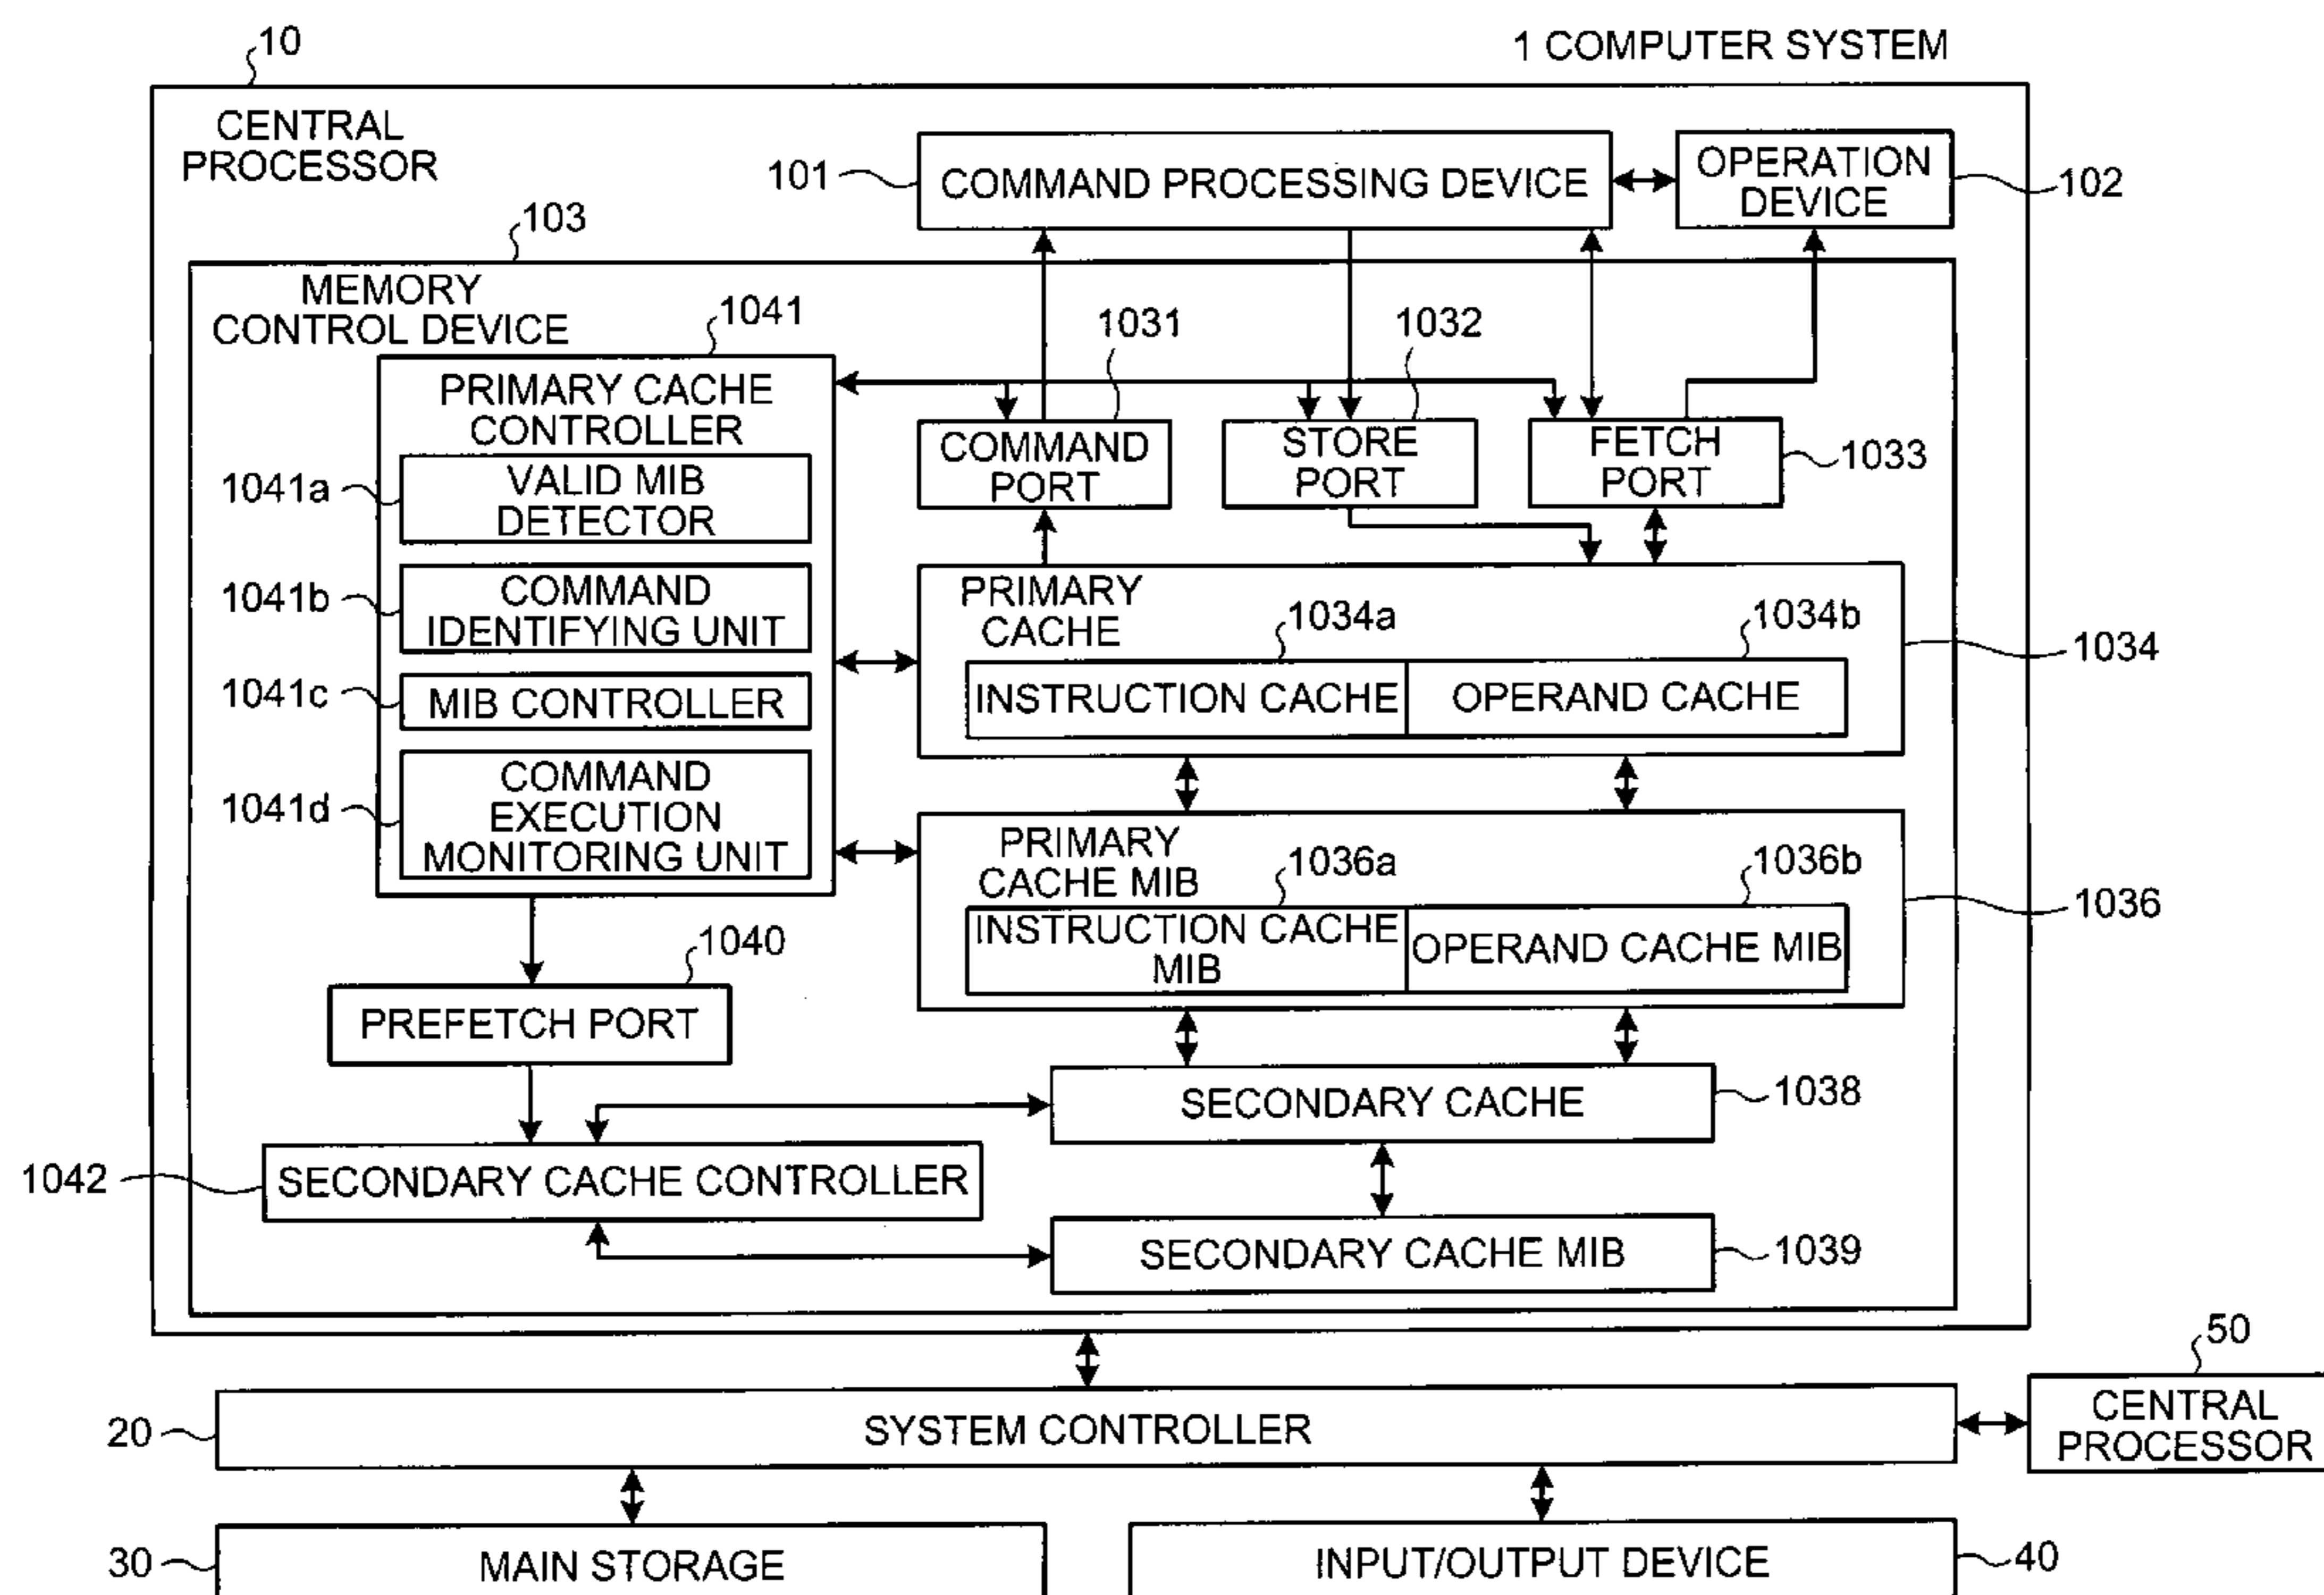 10
1 COMPUTER SYSTEM
CENTRAL
PROCESSOR
101
COMMAND PROCESSING DEVICE
OPERATION
DEVICE
102
103
MEMORY
CONTROL DEVICE
1041
1031
1032
PRIMARY CACHE
CONTROLLER
COMMAND
PORT
STORE
PORT
FETCH
PORT
1033
1041a
VALID MIB
DETECTOR
1041b
COMMAND
IDENTIFYING UNIT
1041c
MIB CONTROLLER
1041d
COMMAND
EXECUTION
MONITORING UNIT
PRIMARY
CACHE
1034a
1034b
1034
INSTRUCTION CACHE
OPERAND CACHE
PRIMARY
CACHE MIB
1036a
1036b
1036
INSTRUCTION CACHE
MIB
OPERAND CACHE MIB
1040
PREFETCH PORT
SECONDARY CACHE
1038
1042
SECONDARY CACHE CONTROLLER
SECONDARY CACHE MIB
1039
50
20
SYSTEM CONTROLLER
CENTRAL
PROCESSOR
30
MAIN STORAGE
INPUT/OUTPUT DEVICE
40